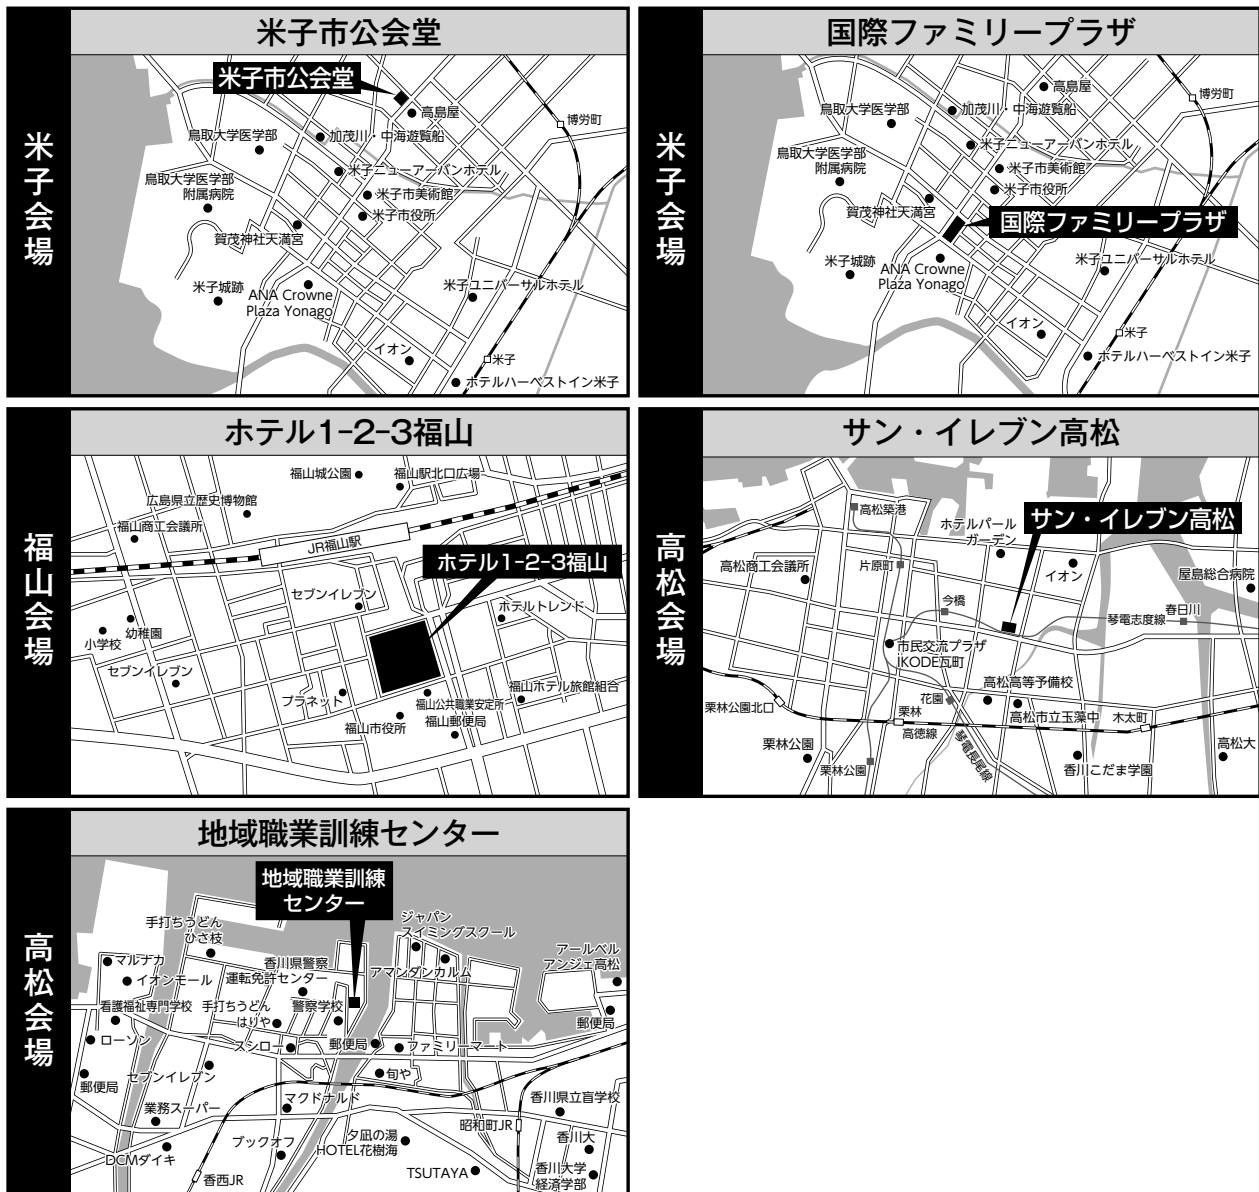 米子会場
米子市公会堂
米子市公会堂
高島屋
博労町
鳥取大学医学部
加茂川・中海遊覧船
米子ニューアーバンホテル
鳥取大学医学部
附属病院
米子市美術館
米子市役所
賀茂神社天満宮
米子城跡
ANA Crowne
Plaza Yonago
米子ユニバーサルホテル
イオン
米子
ホテルハーベストイン米子
米子会場
国際ファミリープラザ
高島屋
博労町
鳥取大学医学部
加茂川・中海遊覧船
米子ニューアーバンホテル
鳥取大学医学部
附属病院
米子市美術館
米子市役所
賀茂神社天満宮
国際ファミリープラザ
米子城跡
ANA Crowne
Plaza Yonago
米子ユニバーサルホテル
イオン
米子
ホテルハーベストイン米子
福山会場
ホテル1-2-3福山
福山城公園
福山駅北口広場
広島県立歴史博物館
福山商工会議所
JR福山駅
ホテル1-2-3福山
セブンイレブン
ホテルトレンド
幼稚園
小学校
セブンイレブン
プラネット
福山公共職業安定所
福山ホテル旅館組合
福山市役所
福山郵便局
高松会場
サン・イレブン高松
高松築港
ホテルパール
ガーデン
サン・イレブン高松
高松商工会議所
片原町
イオン
屋島総合病院
今橋
春日川
琴電志度線
市民交流プラザ
IKODE瓦町
高松高等予備校
花園
栗林公園北口
栗林
高松市立玉藻中
木太町
高徳線
栗林公園
栗林公園
琴電長尾線
香川こだま学園
高松大
高松会場
地域職業訓練センター
地域職業訓練
センター
手打ちうどん
ひさ枝
ジャパン
スイミングスクール
マルナカ
イオンモール
香川県警察
運転免許センター
アマンダンカルム
アールベル
アンジェ高松
看護福祉専門学校
手打ちうどん
はりや
警察学校
郵便局
ローソン
スシロー
郵便局
ファミリーマート
郵便局
セブンイレブン
旬や
業務スーパー
マクドナルド
香川県立盲学校
昭和町JR
DCMダイキ
ブックオフ
夕凪の湯
HOTEL花樹海
香川大
香西JR
TSUTAYA
香川大学
経済学部